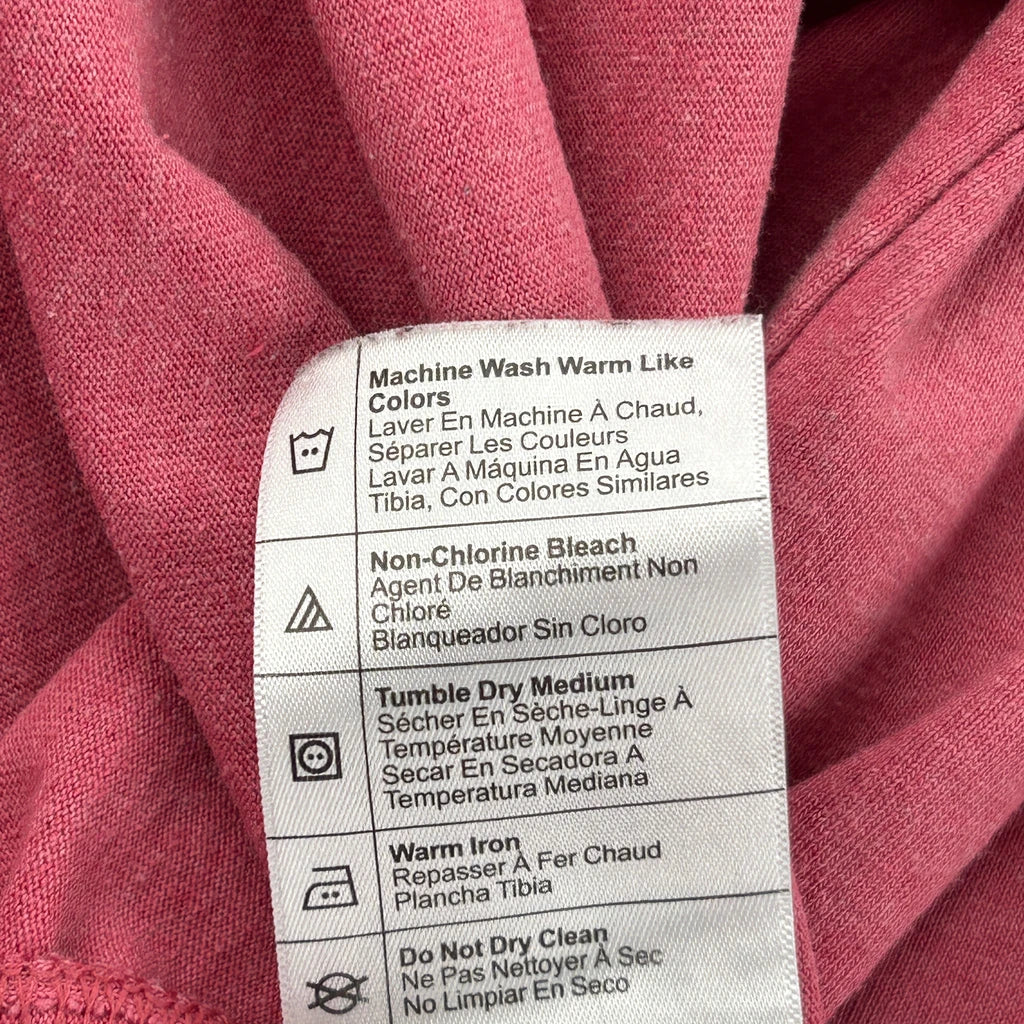 Machine Wash Warm Like
Colors
Laver En Machine À Chaud,
Séparer Les Couleurs
Lavar A Máquina En Agua
Tibia, Con Colores Similares
Non-Chlorine Bleach
Agent De Blanchiment Non
Chloré
Blanqueador Sin Cloro
Tumble Dry Medium
Sécher En Sèche-Linge À
Température Moyenne
Secar En Secadora A
Temperatura Mediana
Warm Iron
Repasser À Fer Chaud
Plancha Tibia
Do Not Dry Clean
Ne Pas Nettoyer À Sec
No Limpiar En Seco